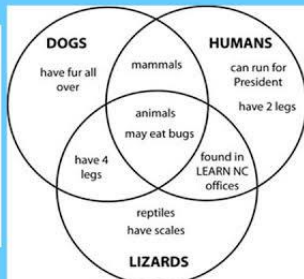 DOGS
HUMANS
have fur all
over
mammals
can run for
President
have 2 legs
animals
may eat bugs
have 4
legs
found in
LEARN NC
offices
reptiles
have scales
LIZARDS